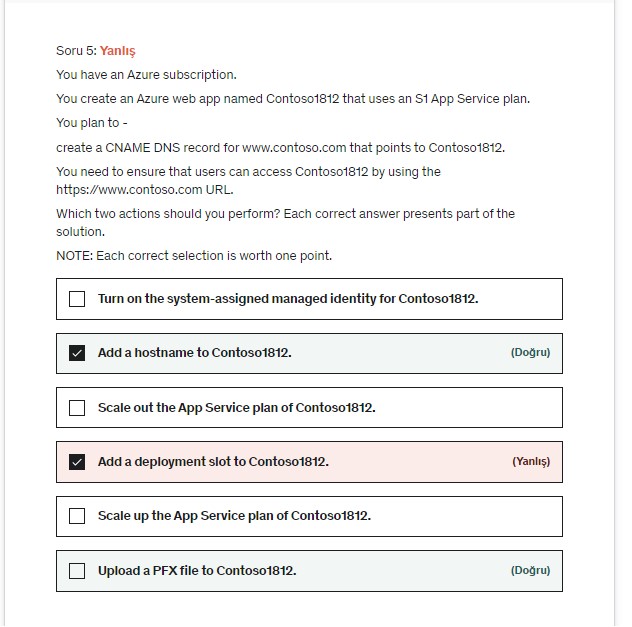 Soru 5: Yanlış
You have an Azure subscription.
You create an Azure web app named Contoso1812 that uses an S1 App Service plan.
You plan to -
create a CNAME DNS record for www.contoso.com that points to Contoso1812.
You need to ensure that users can access Contoso1812 by using the
https://www.contoso.com URL.
Which two actions should you perform? Each correct answer presents part of the
solution.
NOTE: Each correct selection is worth one point.
Turn on the system-assigned managed identity for Contoso1812.
Add a hostname to Contoso1812. (Doğru)
Scale out the App Service plan of Contoso1812.
Add a deployment slot to Contoso1812. (Yanlış)
Scale up the App Service plan of Contoso1812.
Upload a PFX file to Contoso1812. (Doğru)